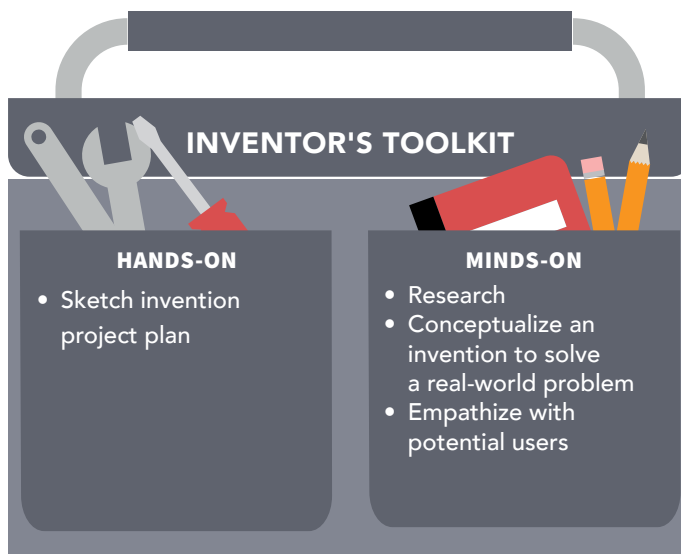 INVENTOR'S TOOLKIT
HANDS-ON
• Sketch invention
project plan
MINDS-ON
• Research
• Conceptualize an
invention to solve
a real-world problem
• Empathize with
potential users